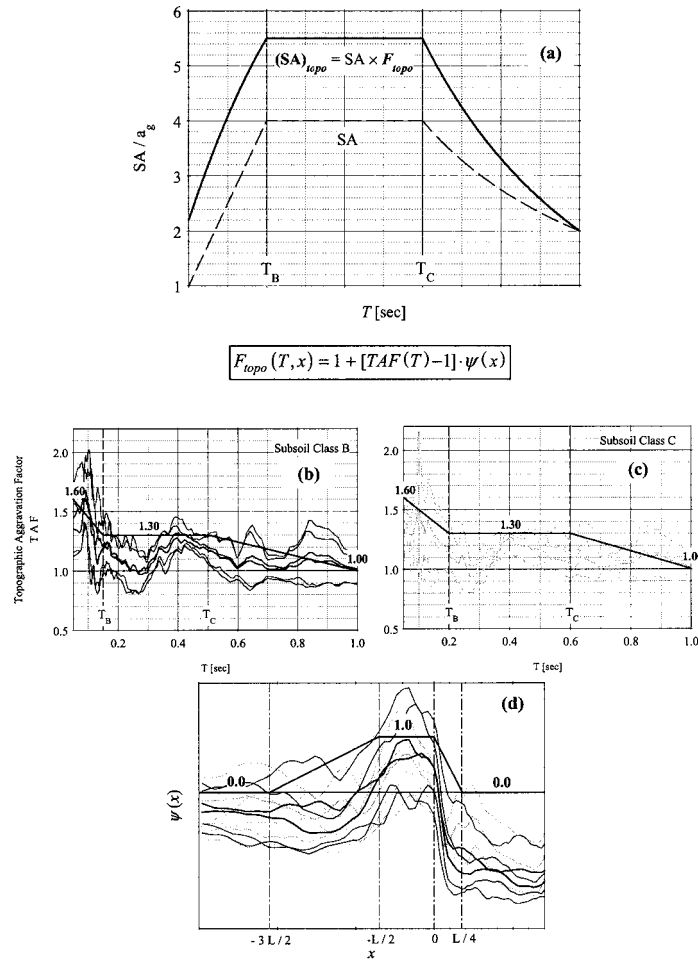 6
5
4
3
2
1
SA / a_g
(a)
(SA)_topo = SA × F_topo
SA
T_B
T_C
T [sec]
F_topo(T,x) = 1 + [TAF(T)−1]·ψ(x)
Topographic Aggravation Factor
T A F
2.0
1.5
1.0
0.5
Subsoil Class B
(b)
1.60
1.30
1.00
T_B
T_C
0.2
0.4
0.6
0.8
1.0
T [sec]
2.0
1.5
1.0
0.5
Subsoil Class C
(c)
1.60
1.30
1.00
T_B
T_C
0.2
0.4
0.6
0.8
1.0
T [sec]
(d)
ψ(x)
0.0
1.0
0.0
- 3 L / 2
-L / 2
0
L / 4
x